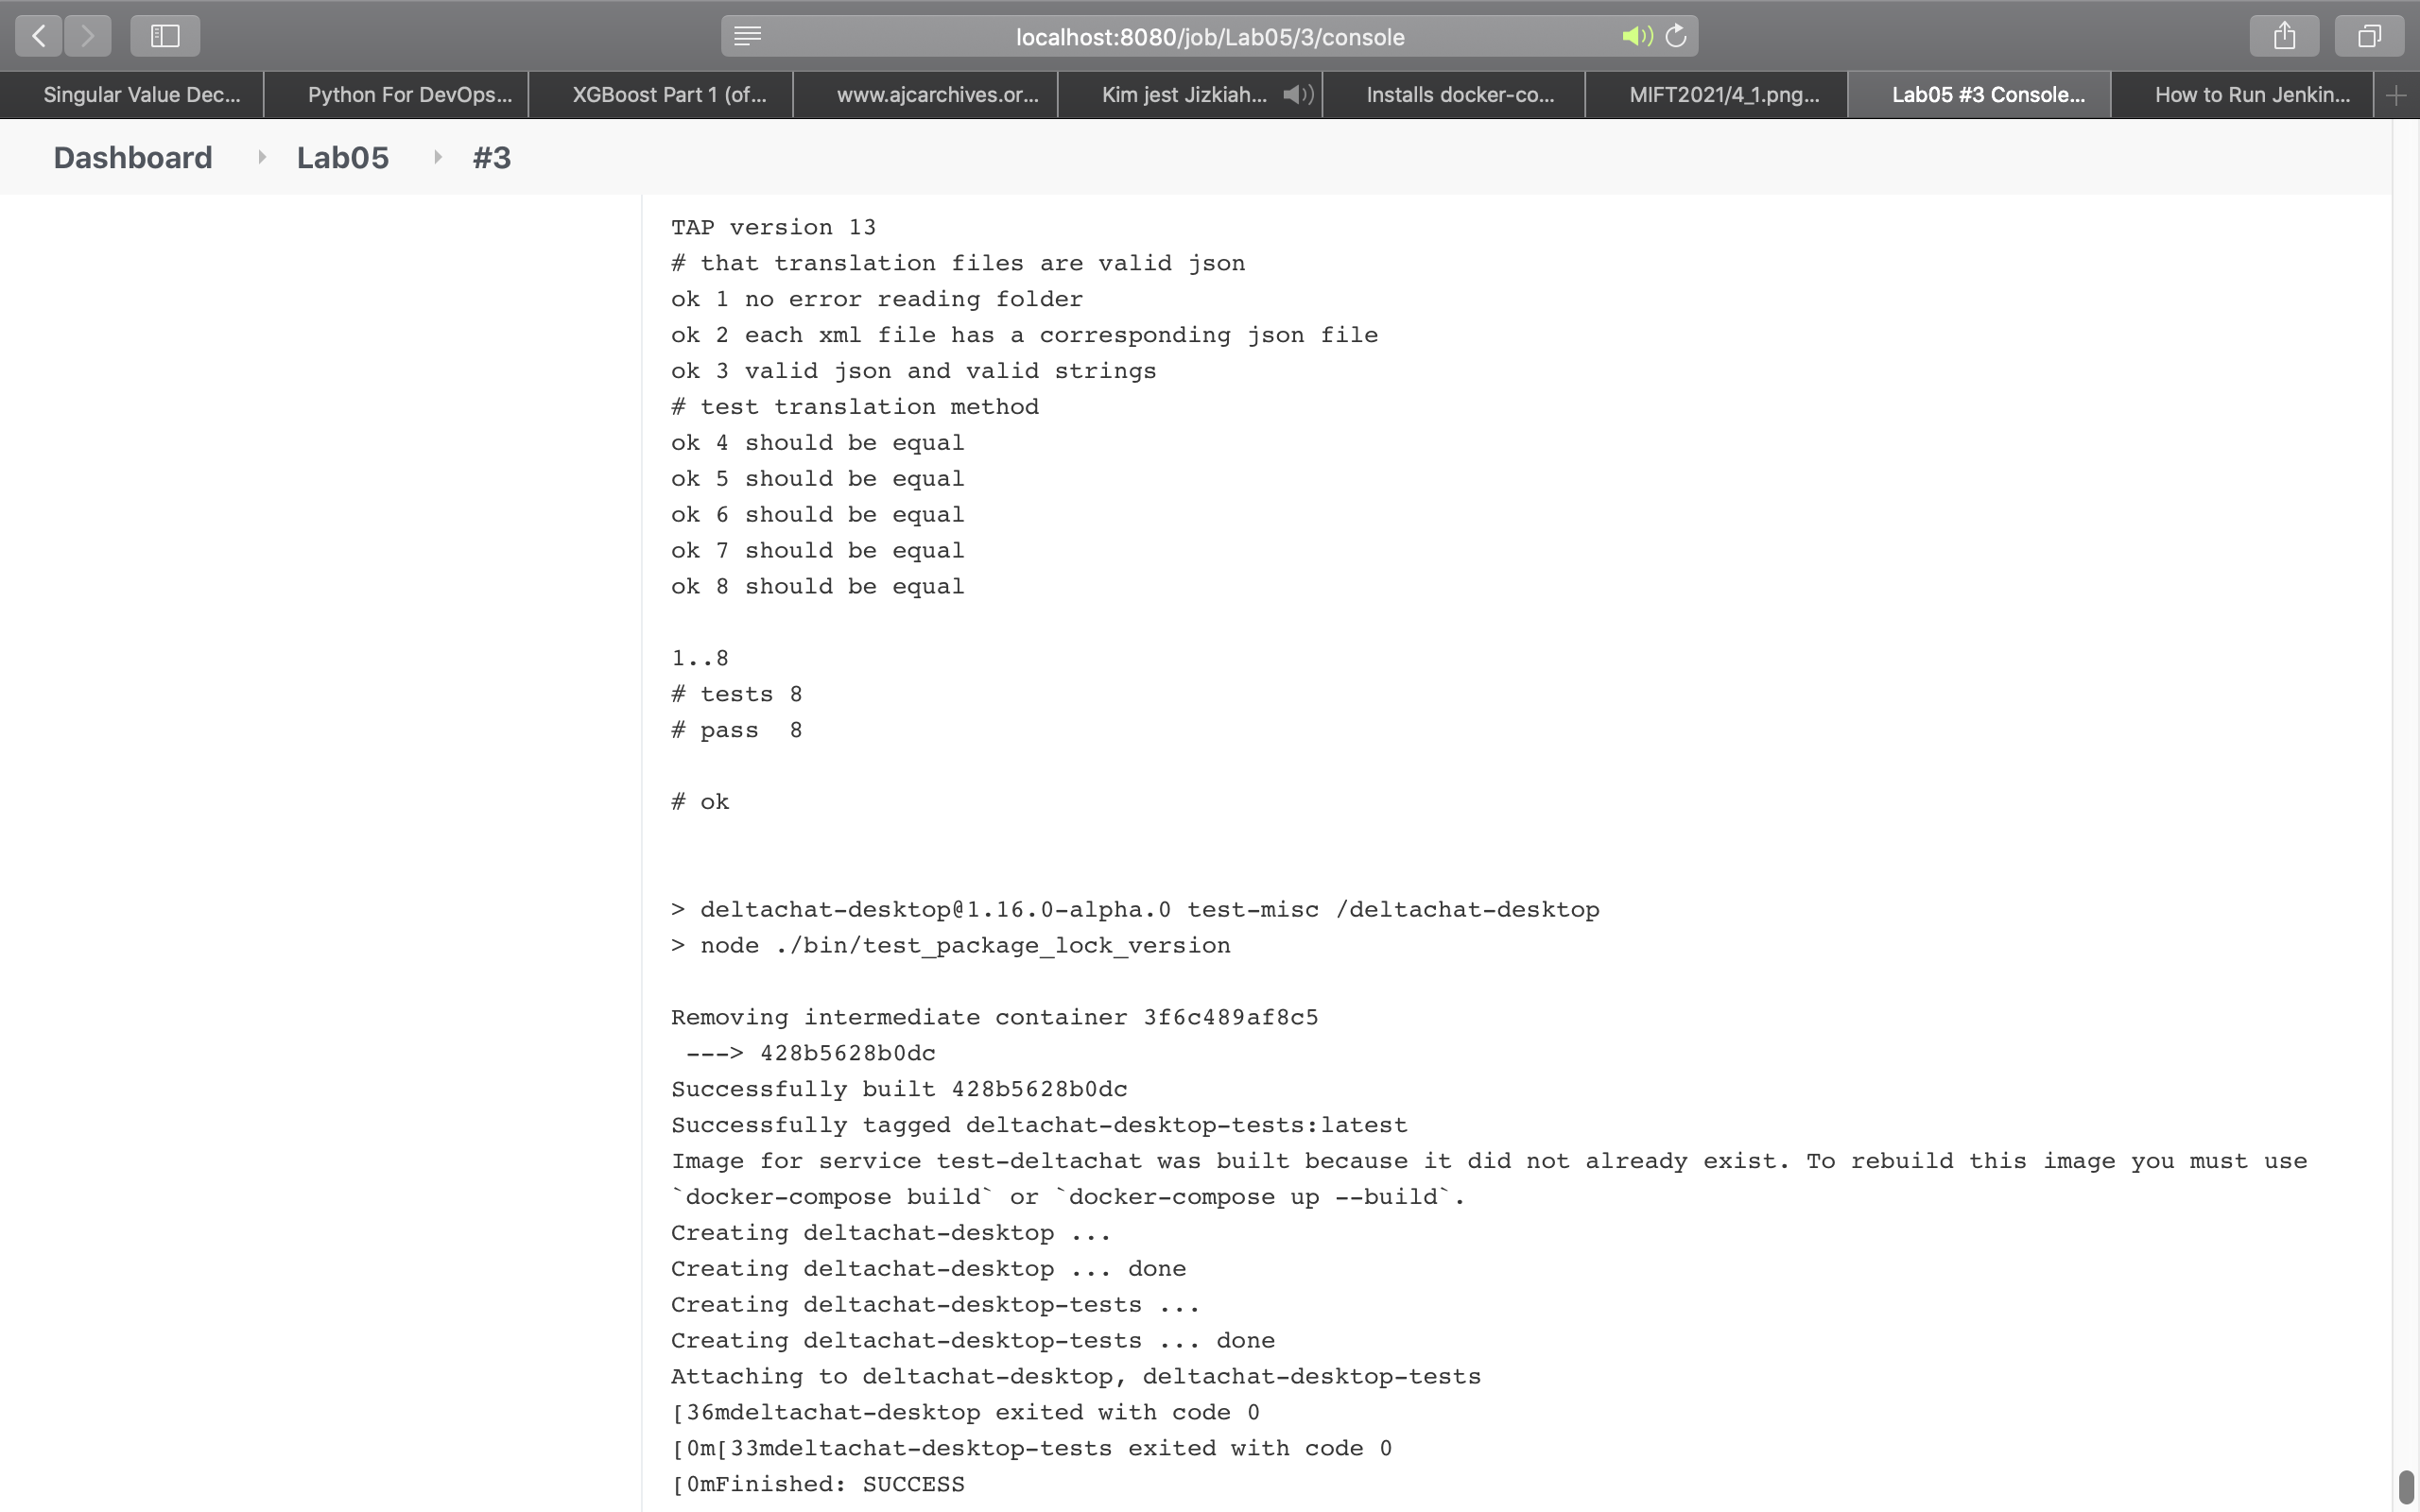 localhost:8080/job/Lab05/3/console
Singular Value Dec...
Python For DevOps...
XGBoost Part 1 (of...
www.ajcarchives.or...
Kim jest Jizkiah...
Installs docker-co...
MIFT2021/4_1.png...
Lab05 #3 Console...
How to Run Jenkin...
Dashboard Lab05 #3
TAP version 13
# that translation files are valid json
ok 1 no error reading folder
ok 2 each xml file has a corresponding json file
ok 3 valid json and valid strings
# test translation method
ok 4 should be equal
ok 5 should be equal
ok 6 should be equal
ok 7 should be equal
ok 8 should be equal
1..8
# tests 8
# pass  8
# ok
> deltachat-desktop@1.16.0-alpha.0 test-misc /deltachat-desktop
> node ./bin/test_package_lock_version
Removing intermediate container 3f6c489af8c5
 ---> 428b5628b0dc
Successfully built 428b5628b0dc
Successfully tagged deltachat-desktop-tests:latest
Image for service test-deltachat was built because it did not already exist. To rebuild this image you must use
`docker-compose build` or `docker-compose up --build`.
Creating deltachat-desktop ...
Creating deltachat-desktop ... done
Creating deltachat-desktop-tests ...
Creating deltachat-desktop-tests ... done
Attaching to deltachat-desktop, deltachat-desktop-tests
[36mdeltachat-desktop exited with code 0
[0m[33mdeltachat-desktop-tests exited with code 0
[0mFinished: SUCCESS